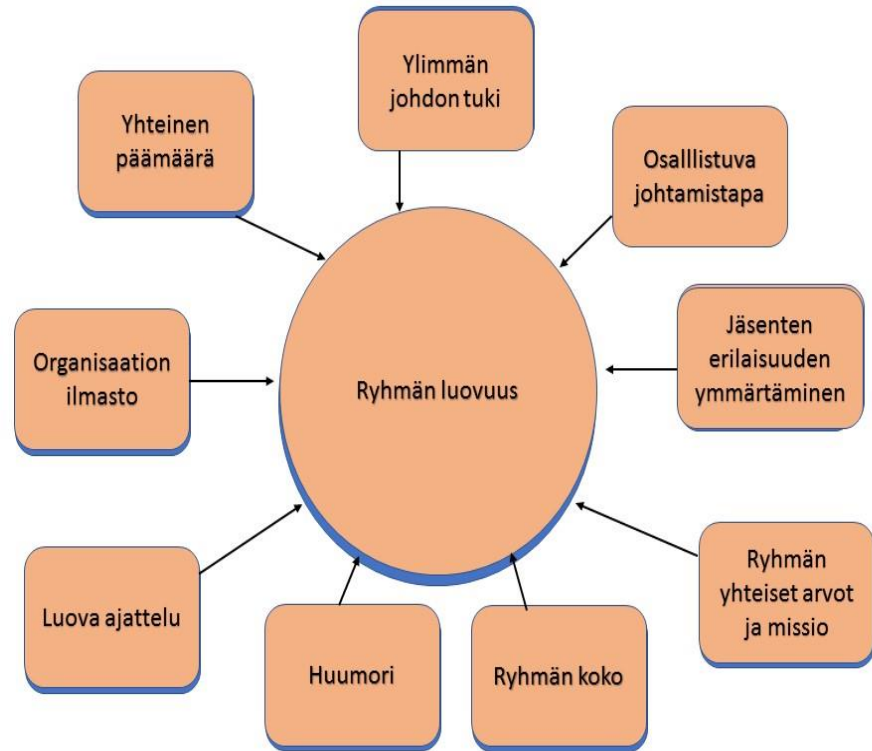 Ylimmän
johdon tuki
Yhteinen
päämäärä
Osalllistuva
johtamistapa
Organisaation
ilmasto
Ryhmän luovuus
Jäsenten
erilaisuuden
ymmärtäminen
Luova ajattelu
Huumori
Ryhmän koko
Ryhmän
yhteiset arvot
ja missio